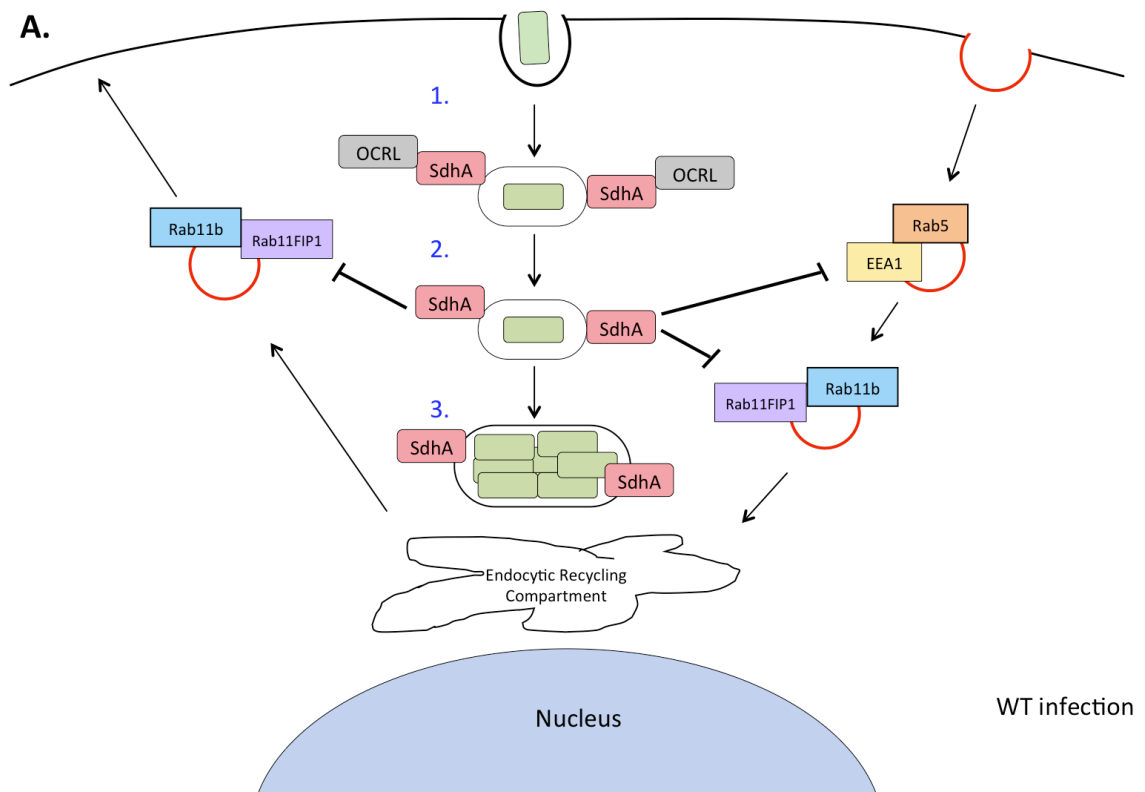 A.
1.
OCRL
SdhA
SdhA
OCRL
Rab11b
Rab11FIP1
2.
Rab5
EEA1
SdhA
SdhA
Rab11FIP1
Rab11b
3.
SdhA
SdhA
Endocytic Recycling
Compartment
Nucleus
WT infection